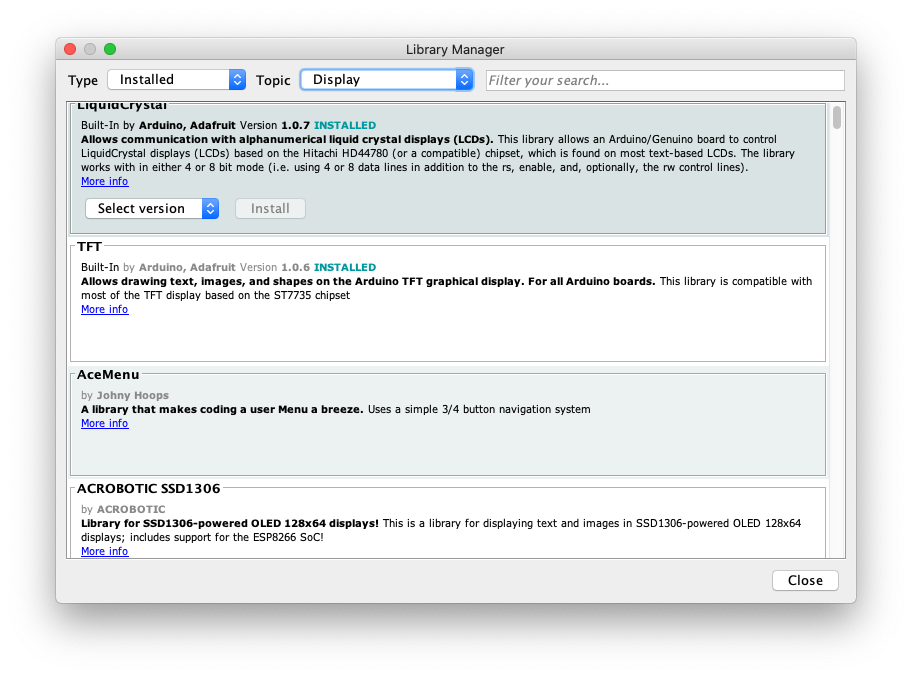 Library Manager
Type Installed Topic Display Filter your search...
LiquidCrystal
Built-In by Arduino, Adafruit Version 1.0.7 INSTALLED
Allows communication with alphanumerical liquid crystal displays (LCDs). This library allows an Arduino/Genuino board to control
LiquidCrystal displays (LCDs) based on the Hitachi HD44780 (or a compatible) chipset, which is found on most text-based LCDs. The library
works with in either 4 or 8 bit mode (i.e. using 4 or 8 data lines in addition to the rs, enable, and, optionally, the rw control lines).
More info
Select version Install
TFT
Built-In by Arduino, Adafruit Version 1.0.6 INSTALLED
Allows drawing text, images, and shapes on the Arduino TFT graphical display. For all Arduino boards. This library is compatible with
most of the TFT display based on the ST7735 chipset
More info
AceMenu
by Johny Hoops
A library that makes coding a user Menu a breeze. Uses a simple 3/4 button navigation system
More info
ACROBOTIC SSD1306
by ACROBOTIC
Library for SSD1306-powered OLED 128x64 displays! This is a library for displaying text and images in SSD1306-powered OLED 128x64
displays; includes support for the ESP8266 SoC!
More info
Close